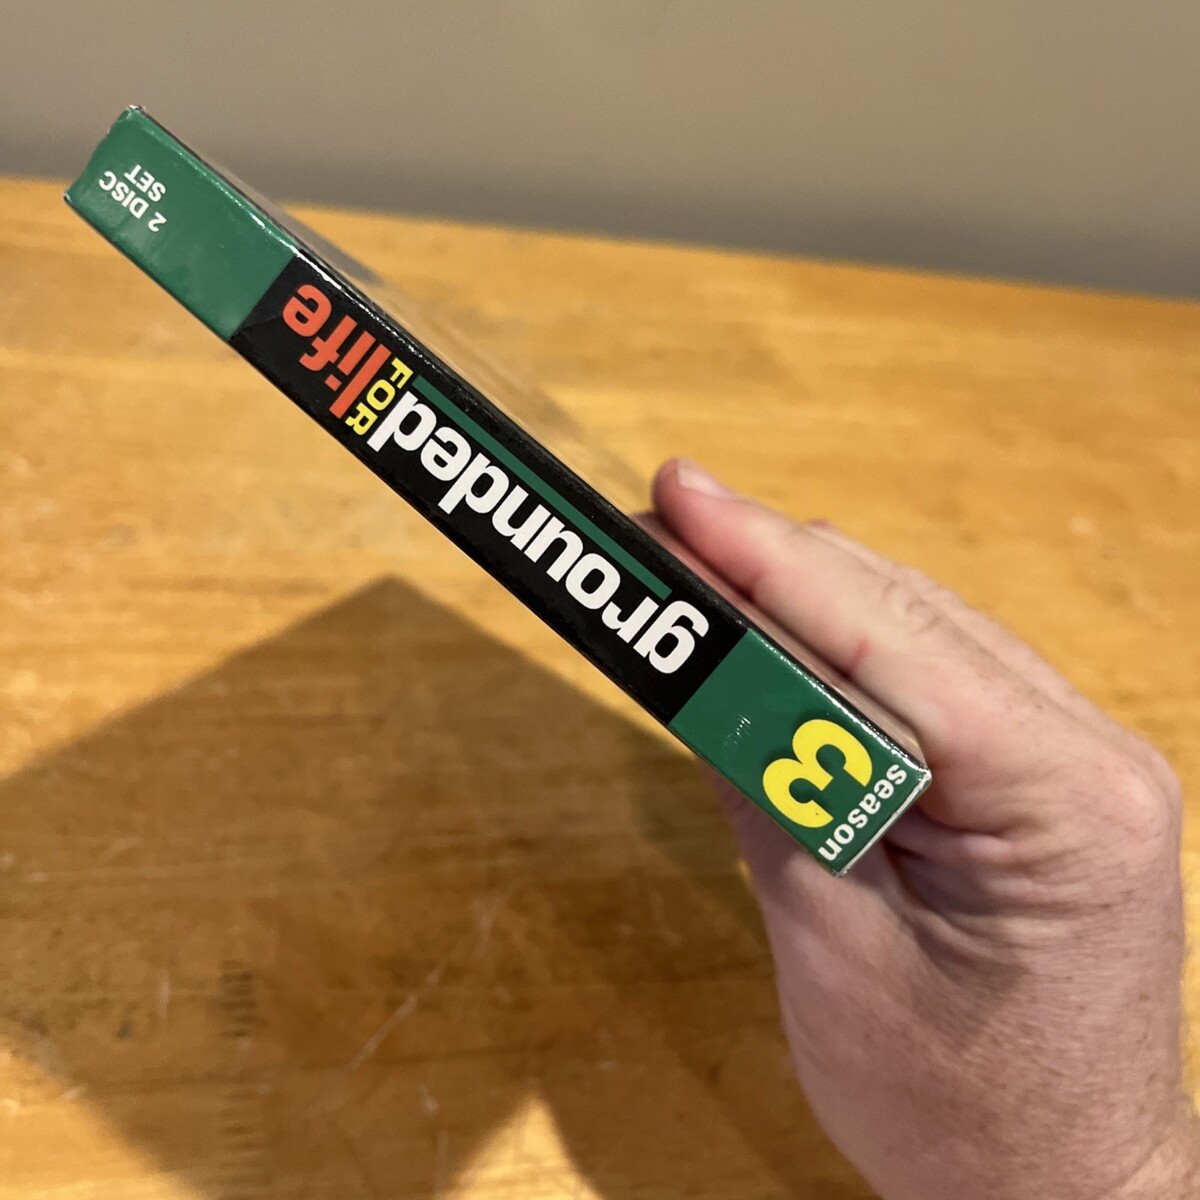 season
3
grounded
FOR
life
2 DISC
SET